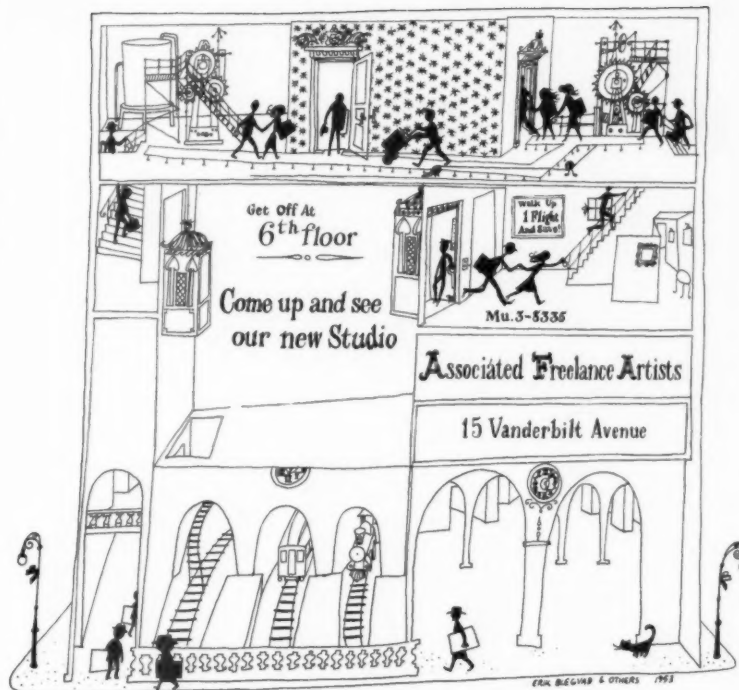 Get Off At
6th floor
Come up and see
our new Studio
Walk Up
1 Flight
And Save!
Mu.3-8335
Associated Freelance Artists
15 Vanderbilt Avenue
ERIK BLEGVAD & OTHERS 1953